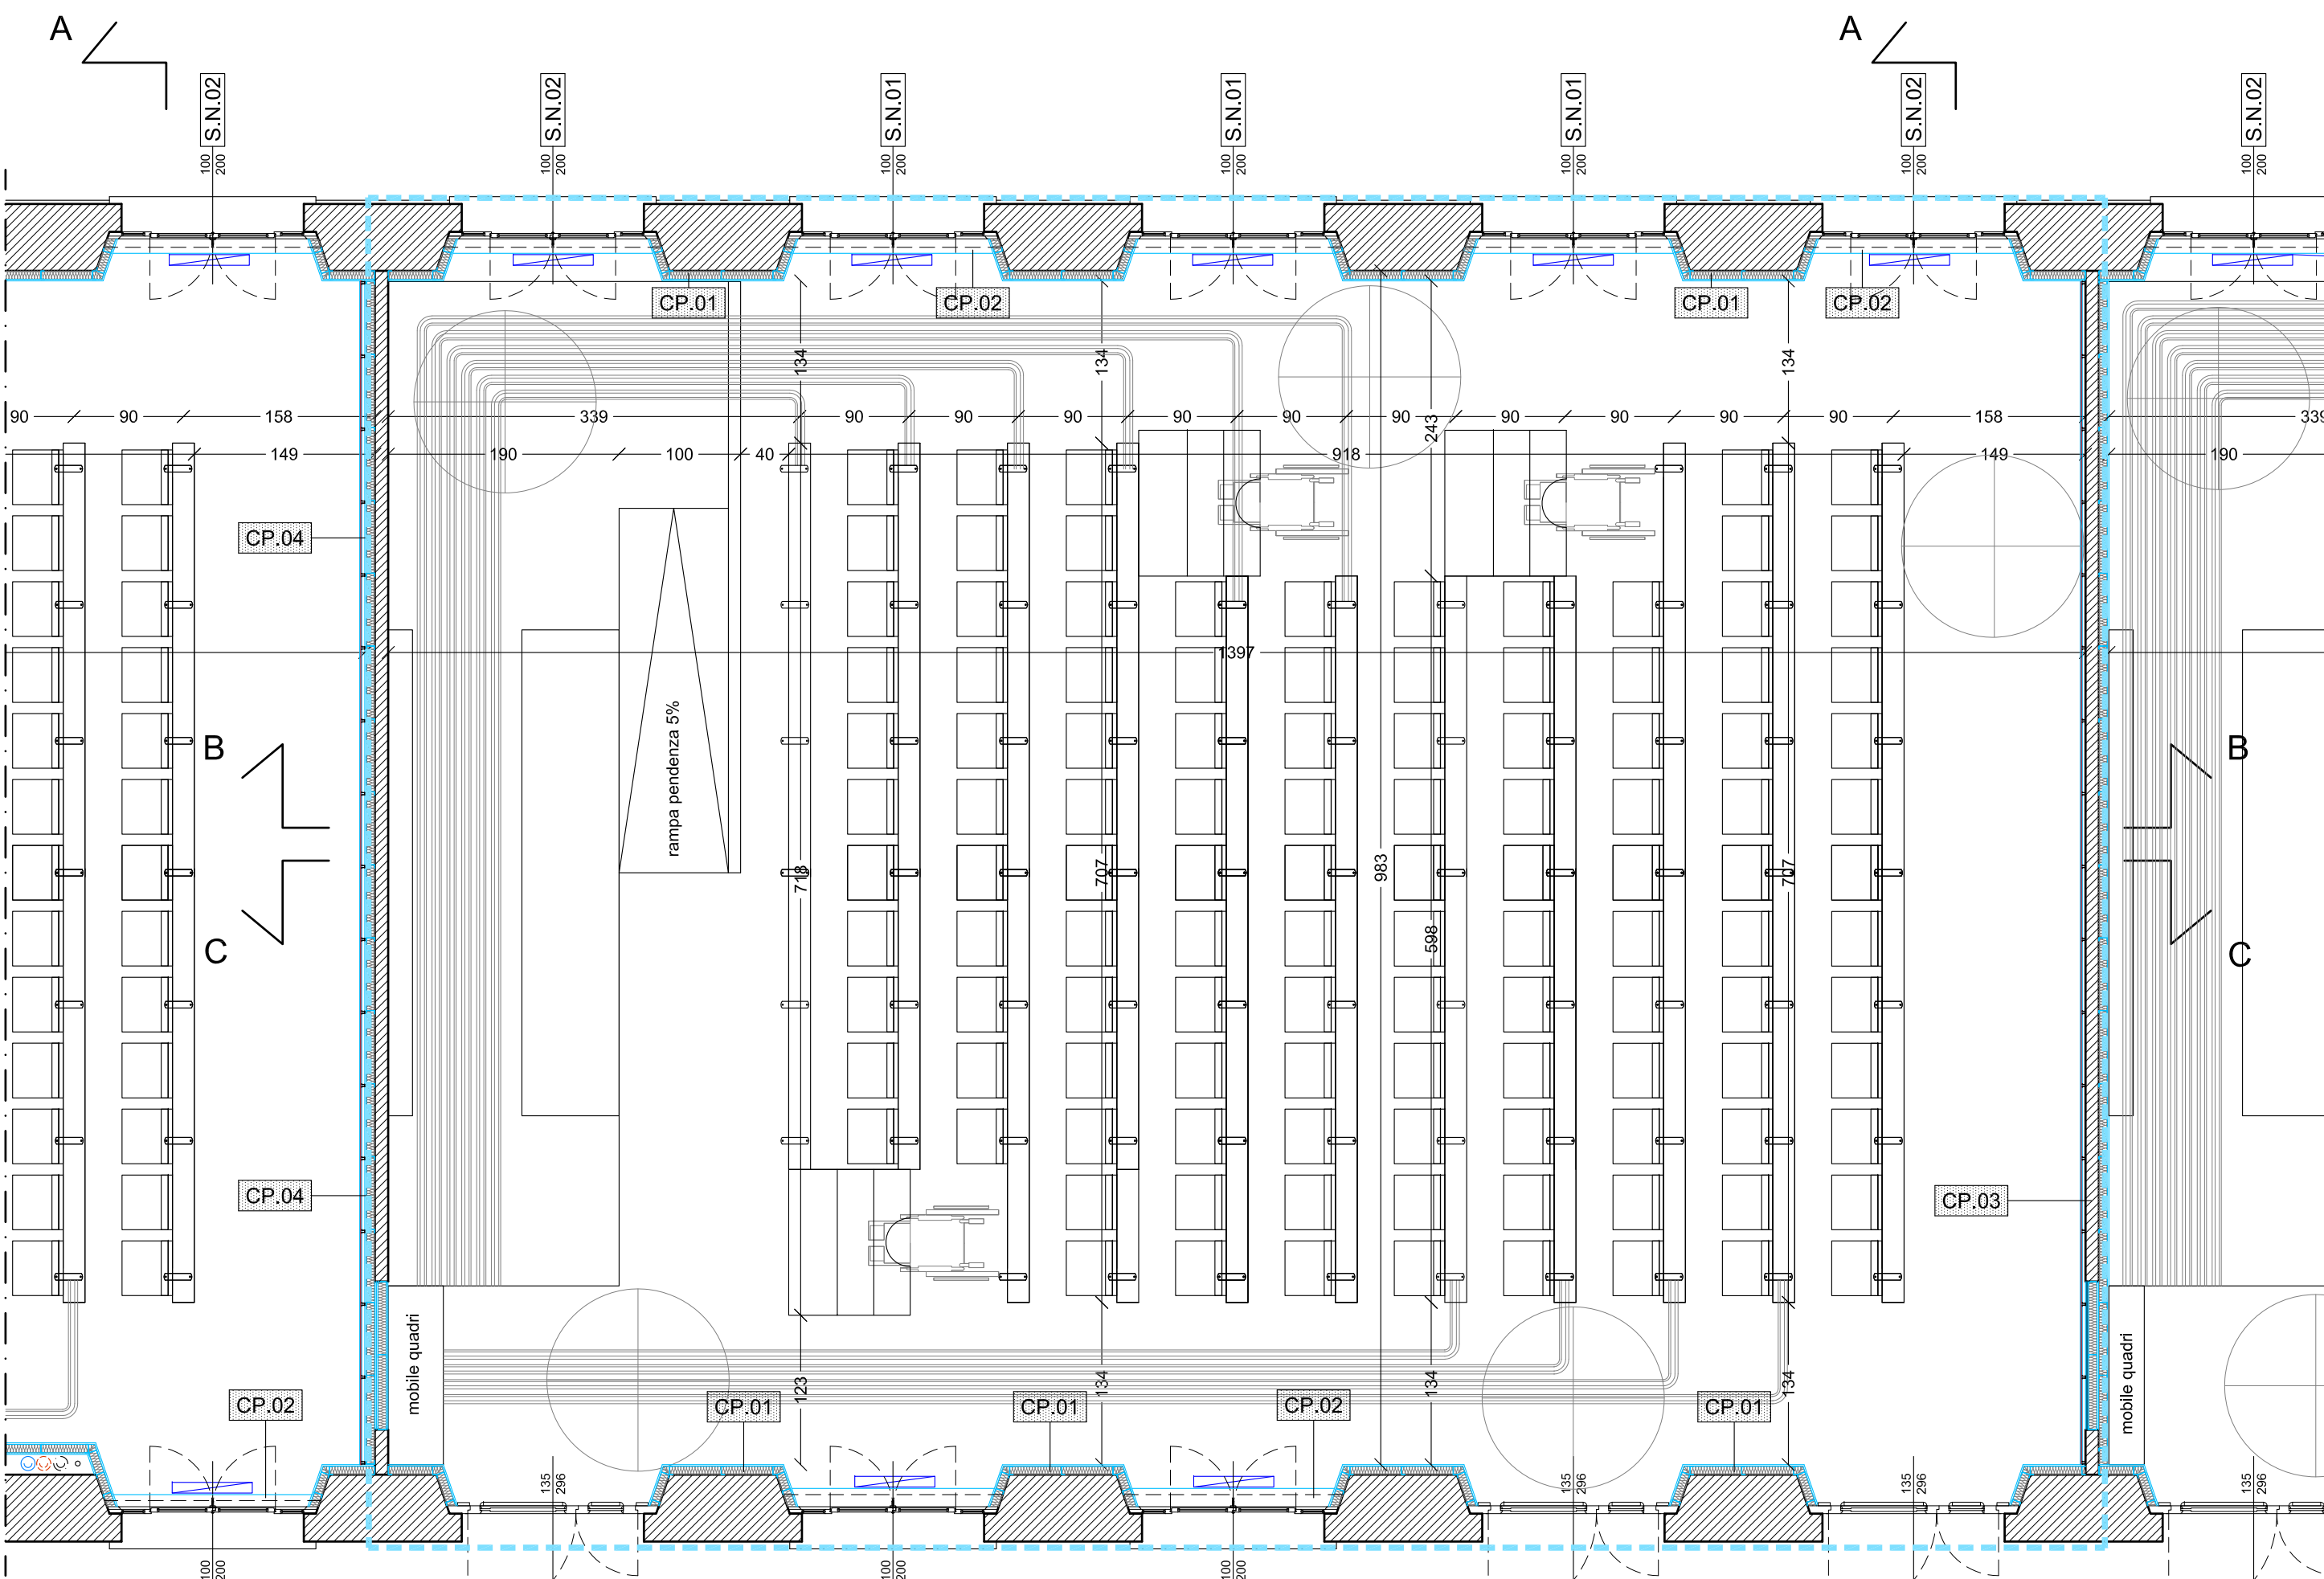 A
A
S.N.02
S.N.02
S.N.01
S.N.01
S.N.01
S.N.02
S.N.02
100
200
100
200
100
200
100
200
100
200
100
200
100
200
CP.01
CP.02
CP.01
CP.02
134
134
134
90
90
158
339
90
90
90
90
90
90
90
90
90
90
158
339
243
149
190
100
40
918
149
190
CP.04
1397
rampa pendenza 5%
B
B
718
707
983
707
598
C
C
CP.04
CP.03
mobile quadri
mobile quadri
123
134
134
134
CP.02
CP.01
CP.01
CP.02
CP.01
135
296
135
296
135
296
135
296
100
200
100
200
100
200